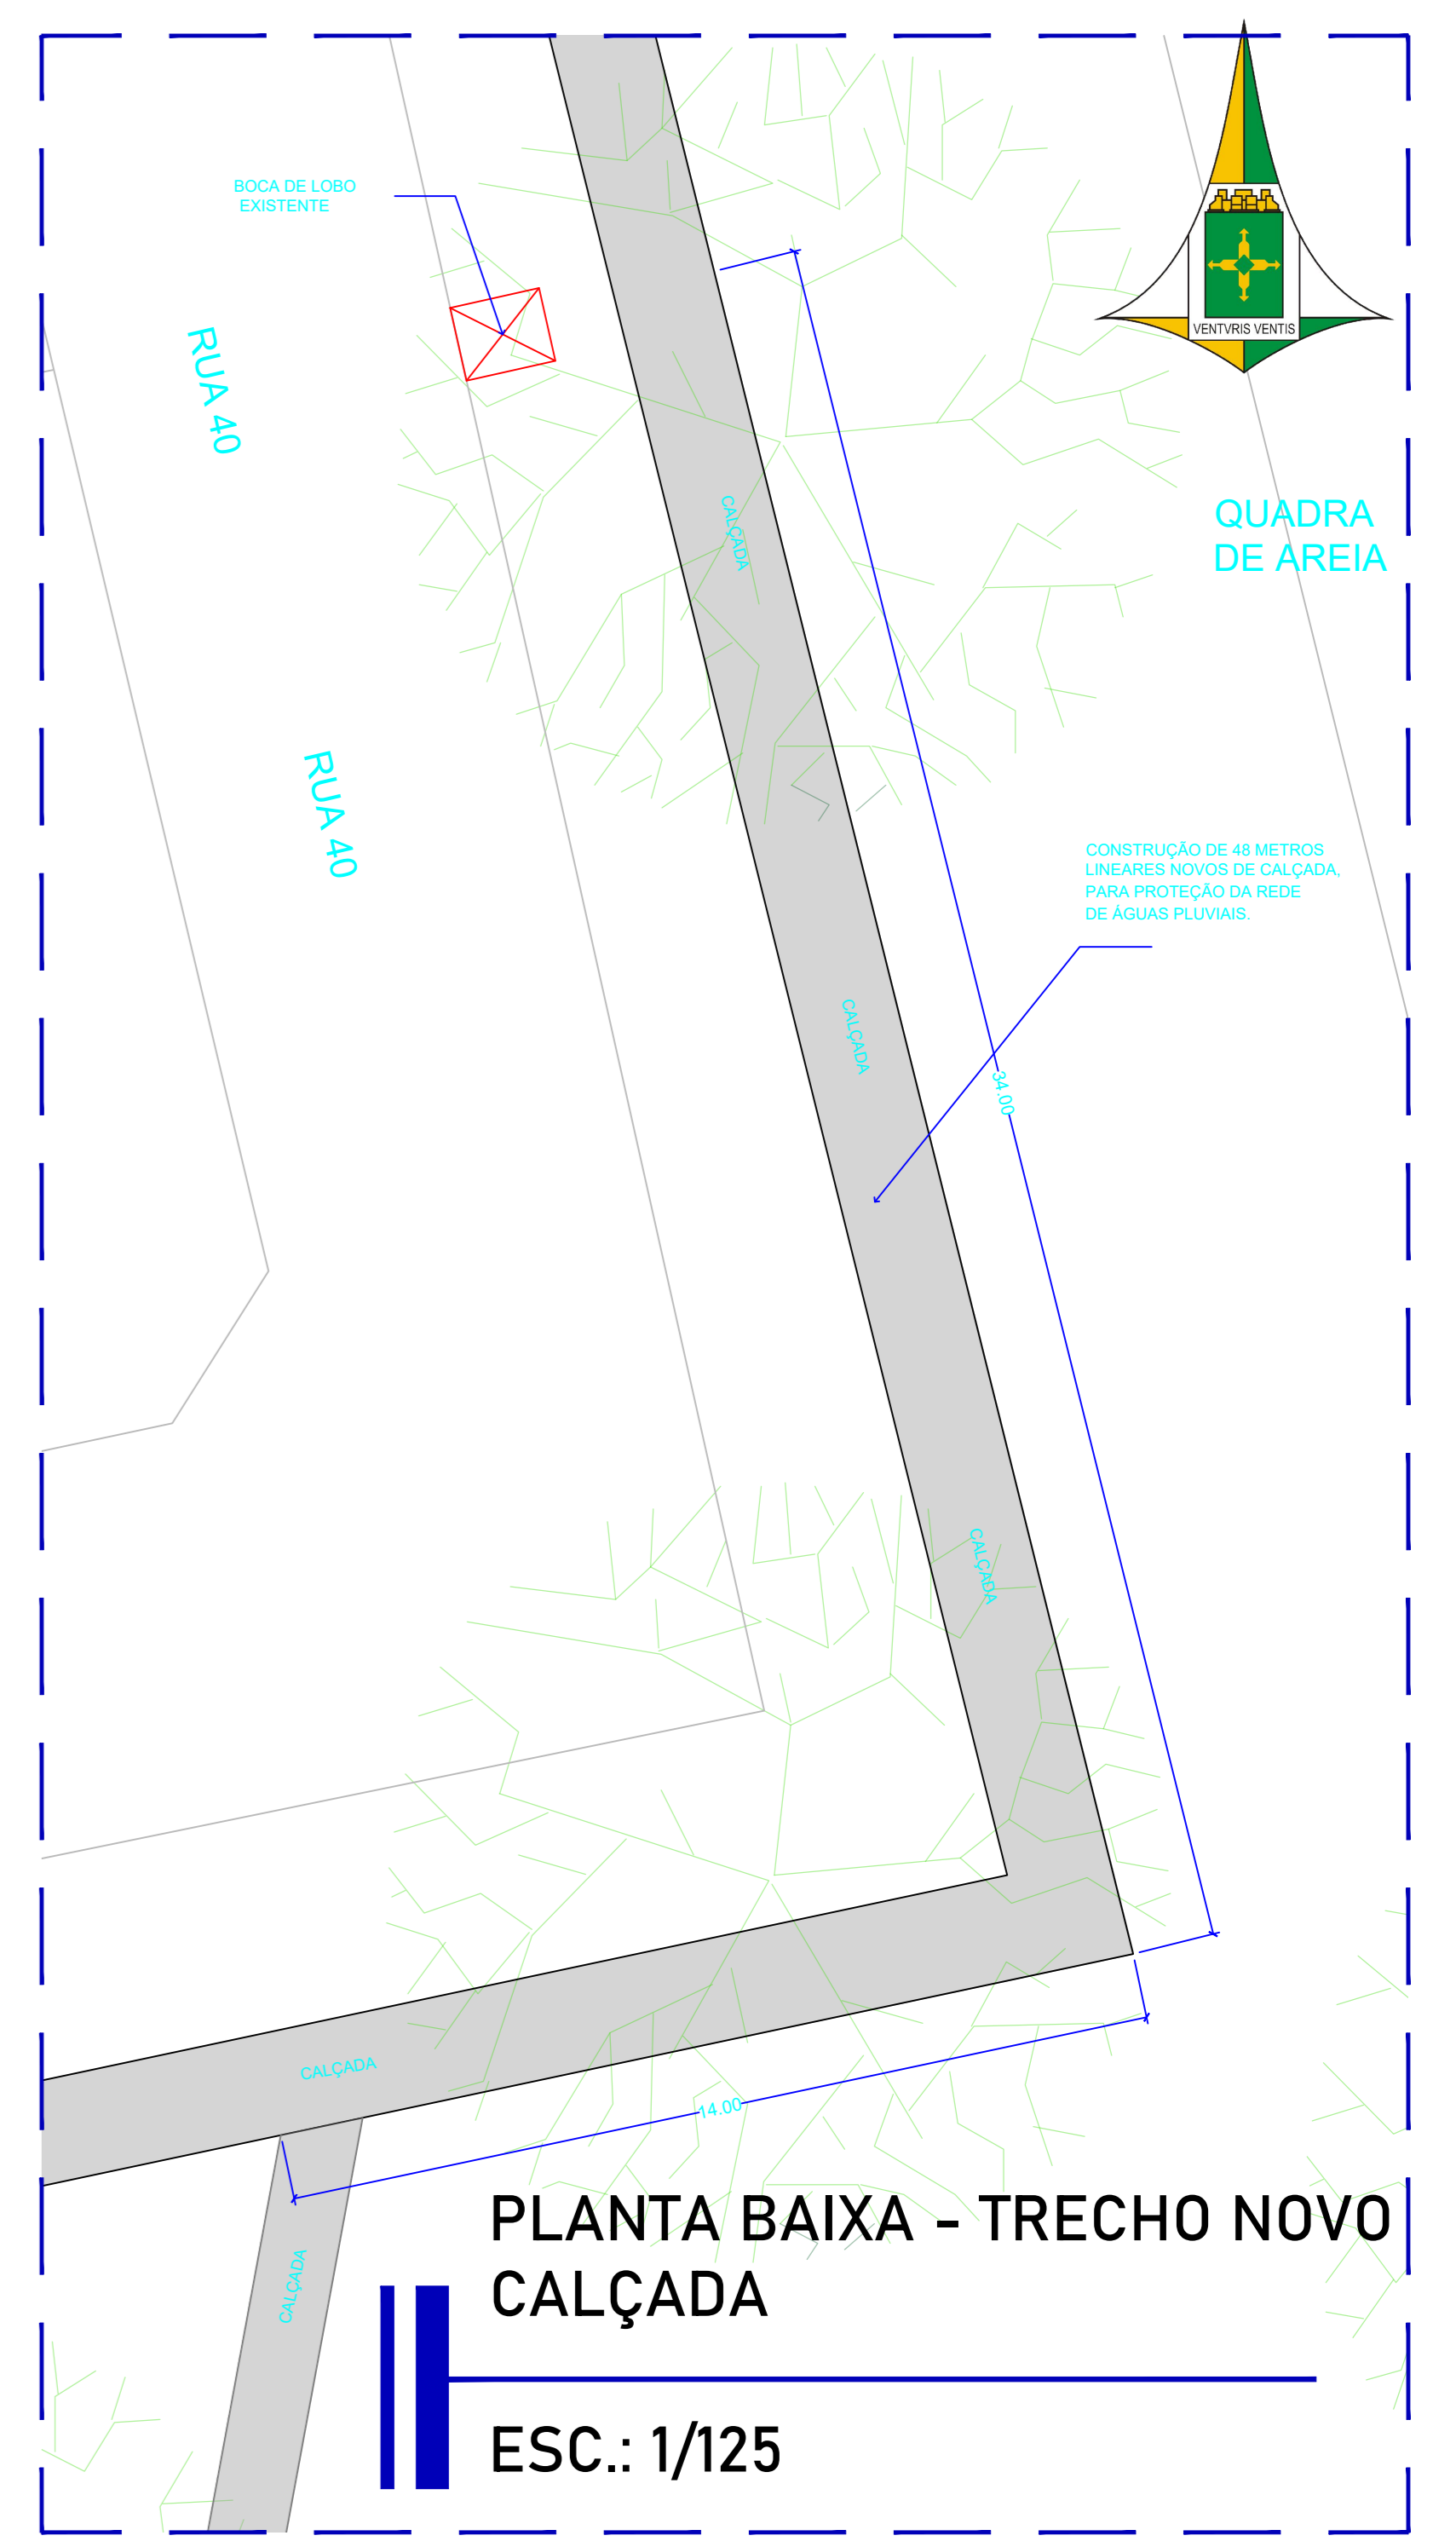 BOCA DE LOBO
EXISTENTE
VENTVRIS VENTIS
RUA 40
QUADRA
DE AREIA
CALÇADA
RUA 40
CONSTRUÇÃO DE 48 METROS
LINEARES NOVOS DE CALÇADA,
PARA PROTEÇÃO DA REDE
DE ÁGUAS PLUVIAIS.
CALÇADA
34.00
CALÇADA
CALÇADA
14.00
CALÇADA
PLANTA BAIXA - TRECHO NOVO
CALÇADA
ESC.: 1/125